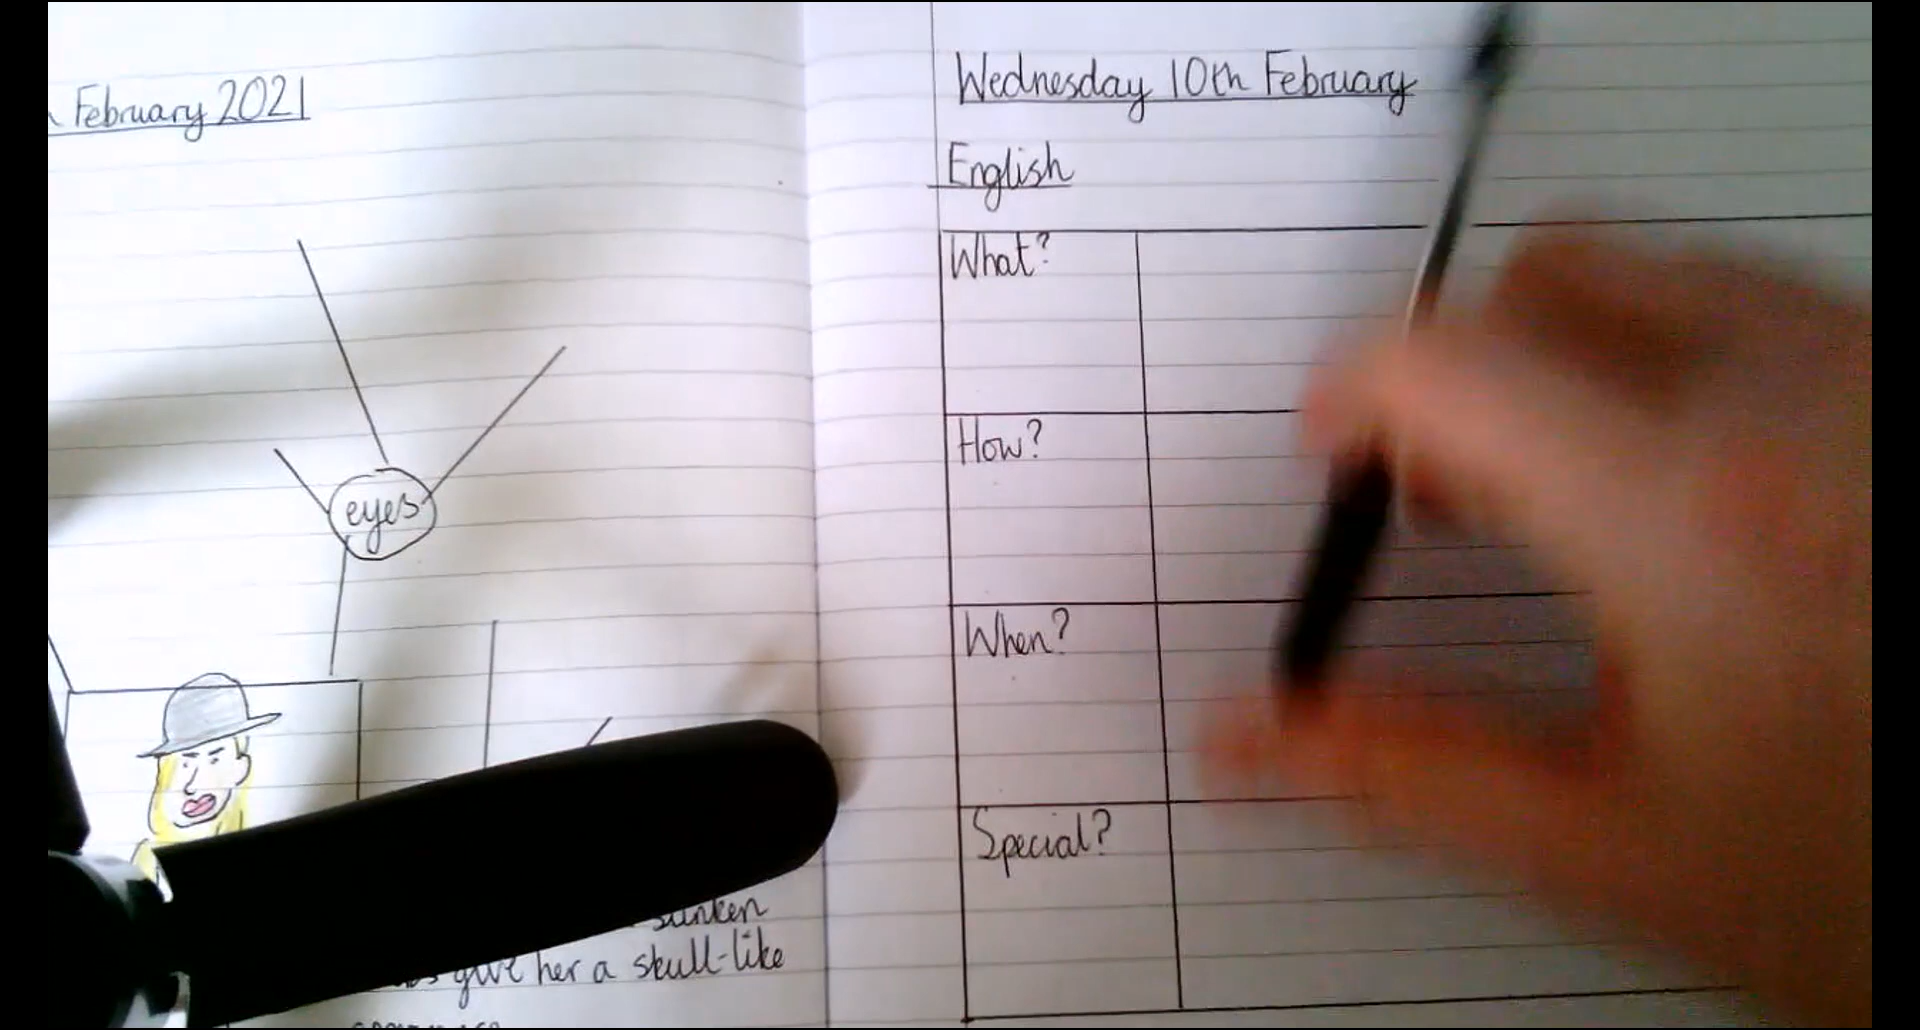 February 2021
eyes
sunken
give her a skull-like
Wednesday 10th February
English
What?
How?
When?
Special?